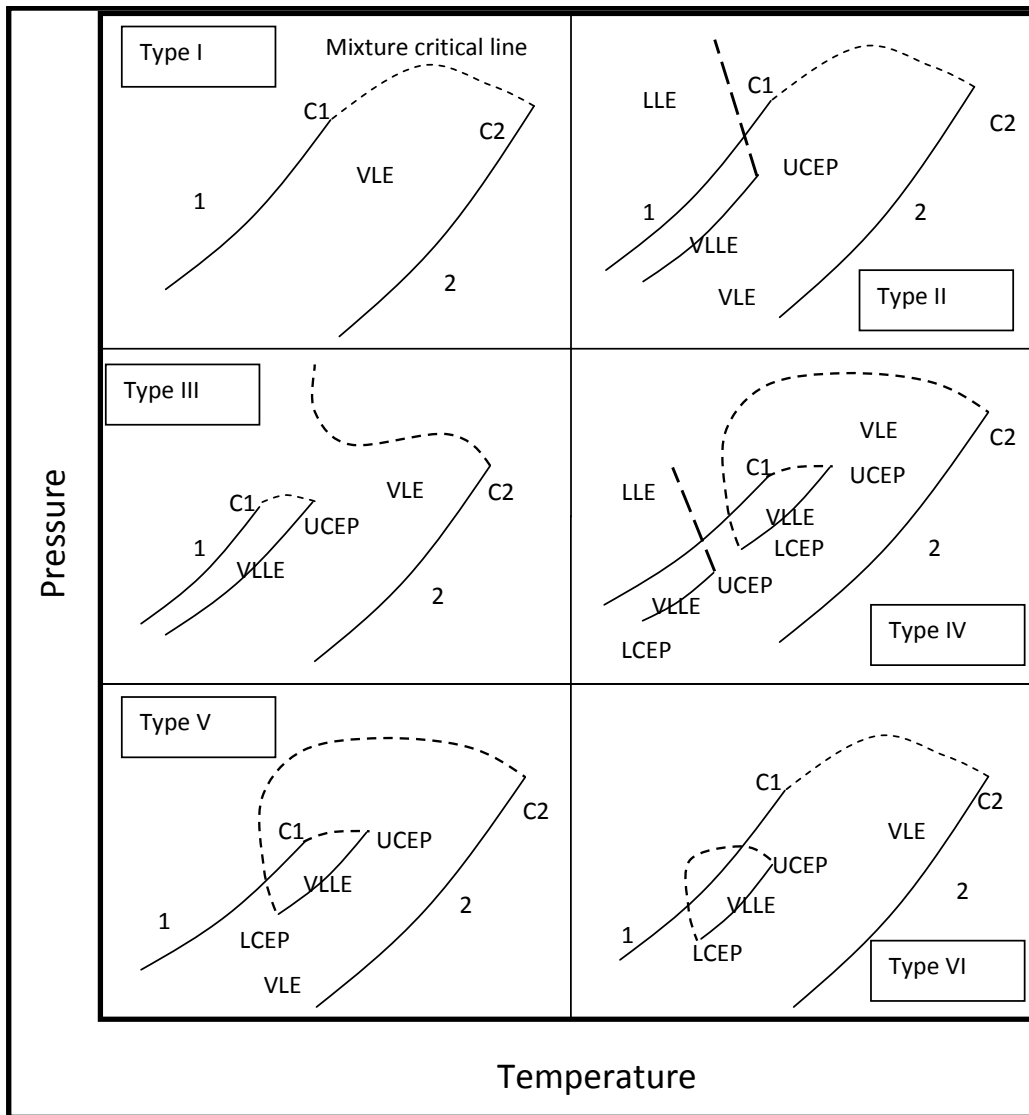 Pressure
Type I
Mixture critical line
C1
C2
VLE
1
2
C1
LLE
C2
UCEP
1
2
VLLE
VLE
Type II
Type III
VLE
C2
C1
UCEP
1
VLLE
2
VLE
C2
C1
UCEP
LLE
VLLE
LCEP
2
UCEP
VLLE
LCEP
Type IV
Type V
C2
C1
UCEP
VLLE
2
1
LCEP
VLE
C1
C2
VLE
UCEP
VLLE
2
1
LCEP
Type VI
Temperature